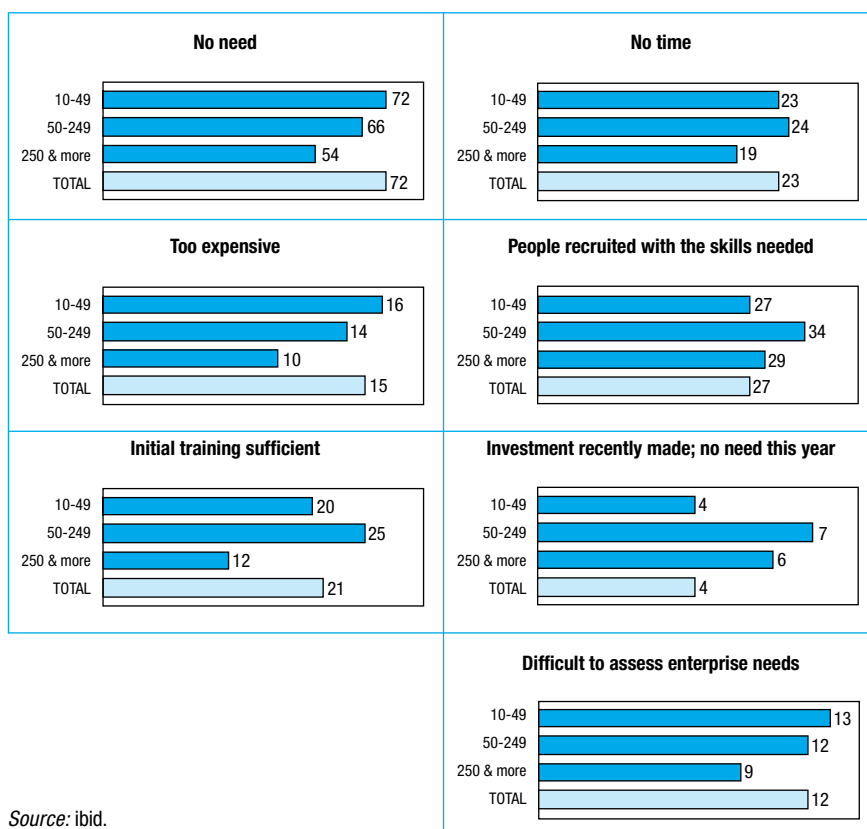 No need
10-49 72
50-249 66
250 & more 54
TOTAL 72
No time
10-49 23
50-249 24
250 & more 19
TOTAL 23
Too expensive
10-49 16
50-249 14
250 & more 10
TOTAL 15
People recruited with the skills needed
10-49 27
50-249 34
250 & more 29
TOTAL 27
Initial training sufficient
10-49 20
50-249 25
250 & more 12
TOTAL 21
Investment recently made; no need this year
10-49 4
50-249 7
250 & more 6
TOTAL 4
Difficult to assess enterprise needs
10-49 13
50-249 12
250 & more 9
TOTAL 12
Source: ibid.